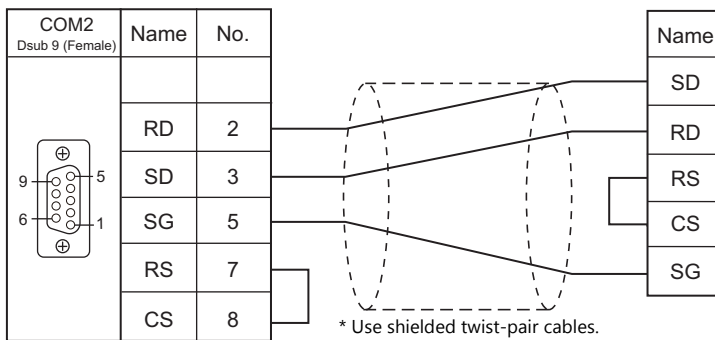 COM2
Dsub 9 (Female)
Name
No.
RD
2
SD
3
SG
5
RS
7
CS
8
9
5
6
1
Name
SD
RD
RS
CS
SG
* Use shielded twist-pair cables.